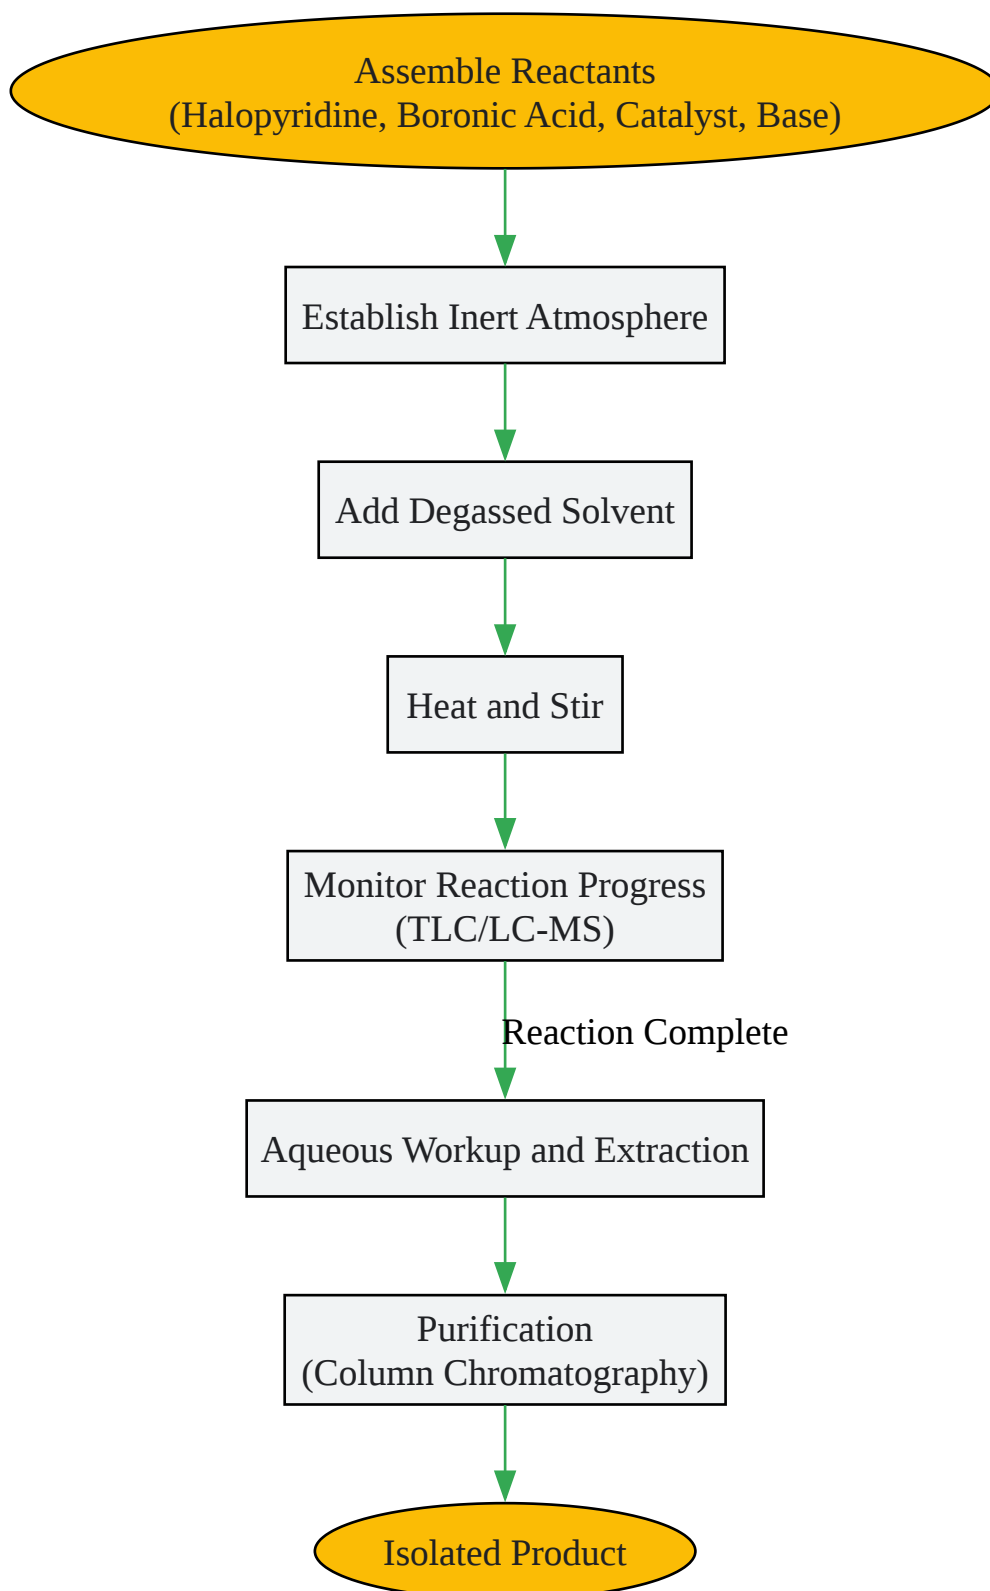 Assemble Reactants
(Halopyridine, Boronic Acid, Catalyst, Base)
Establish Inert Atmosphere
Add Degassed Solvent
Heat and Stir
Monitor Reaction Progress
(TLC/LC-MS)
Reaction Complete
Aqueous Workup and Extraction
Purification
(Column Chromatography)
Isolated Product